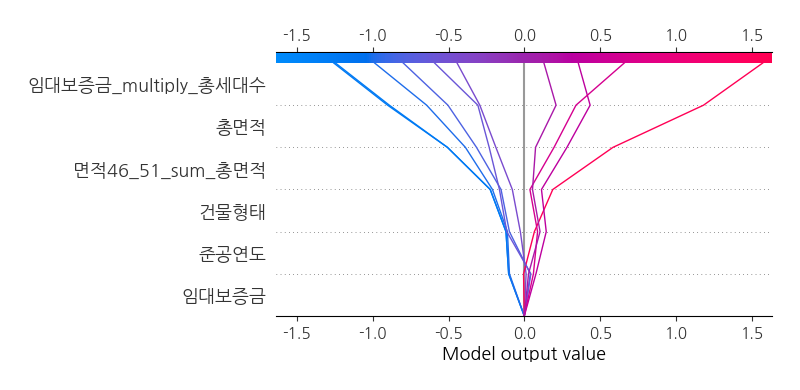 -1.5 -1.0 -0.5 0.0 0.5 1.0 1.5
임대보증금_multiply_총세대수
총면적
면적46_51_sum_총면적
건물형태
준공연도
임대보증금
-1.5 -1.0 -0.5 0.0 0.5 1.0 1.5
Model output value